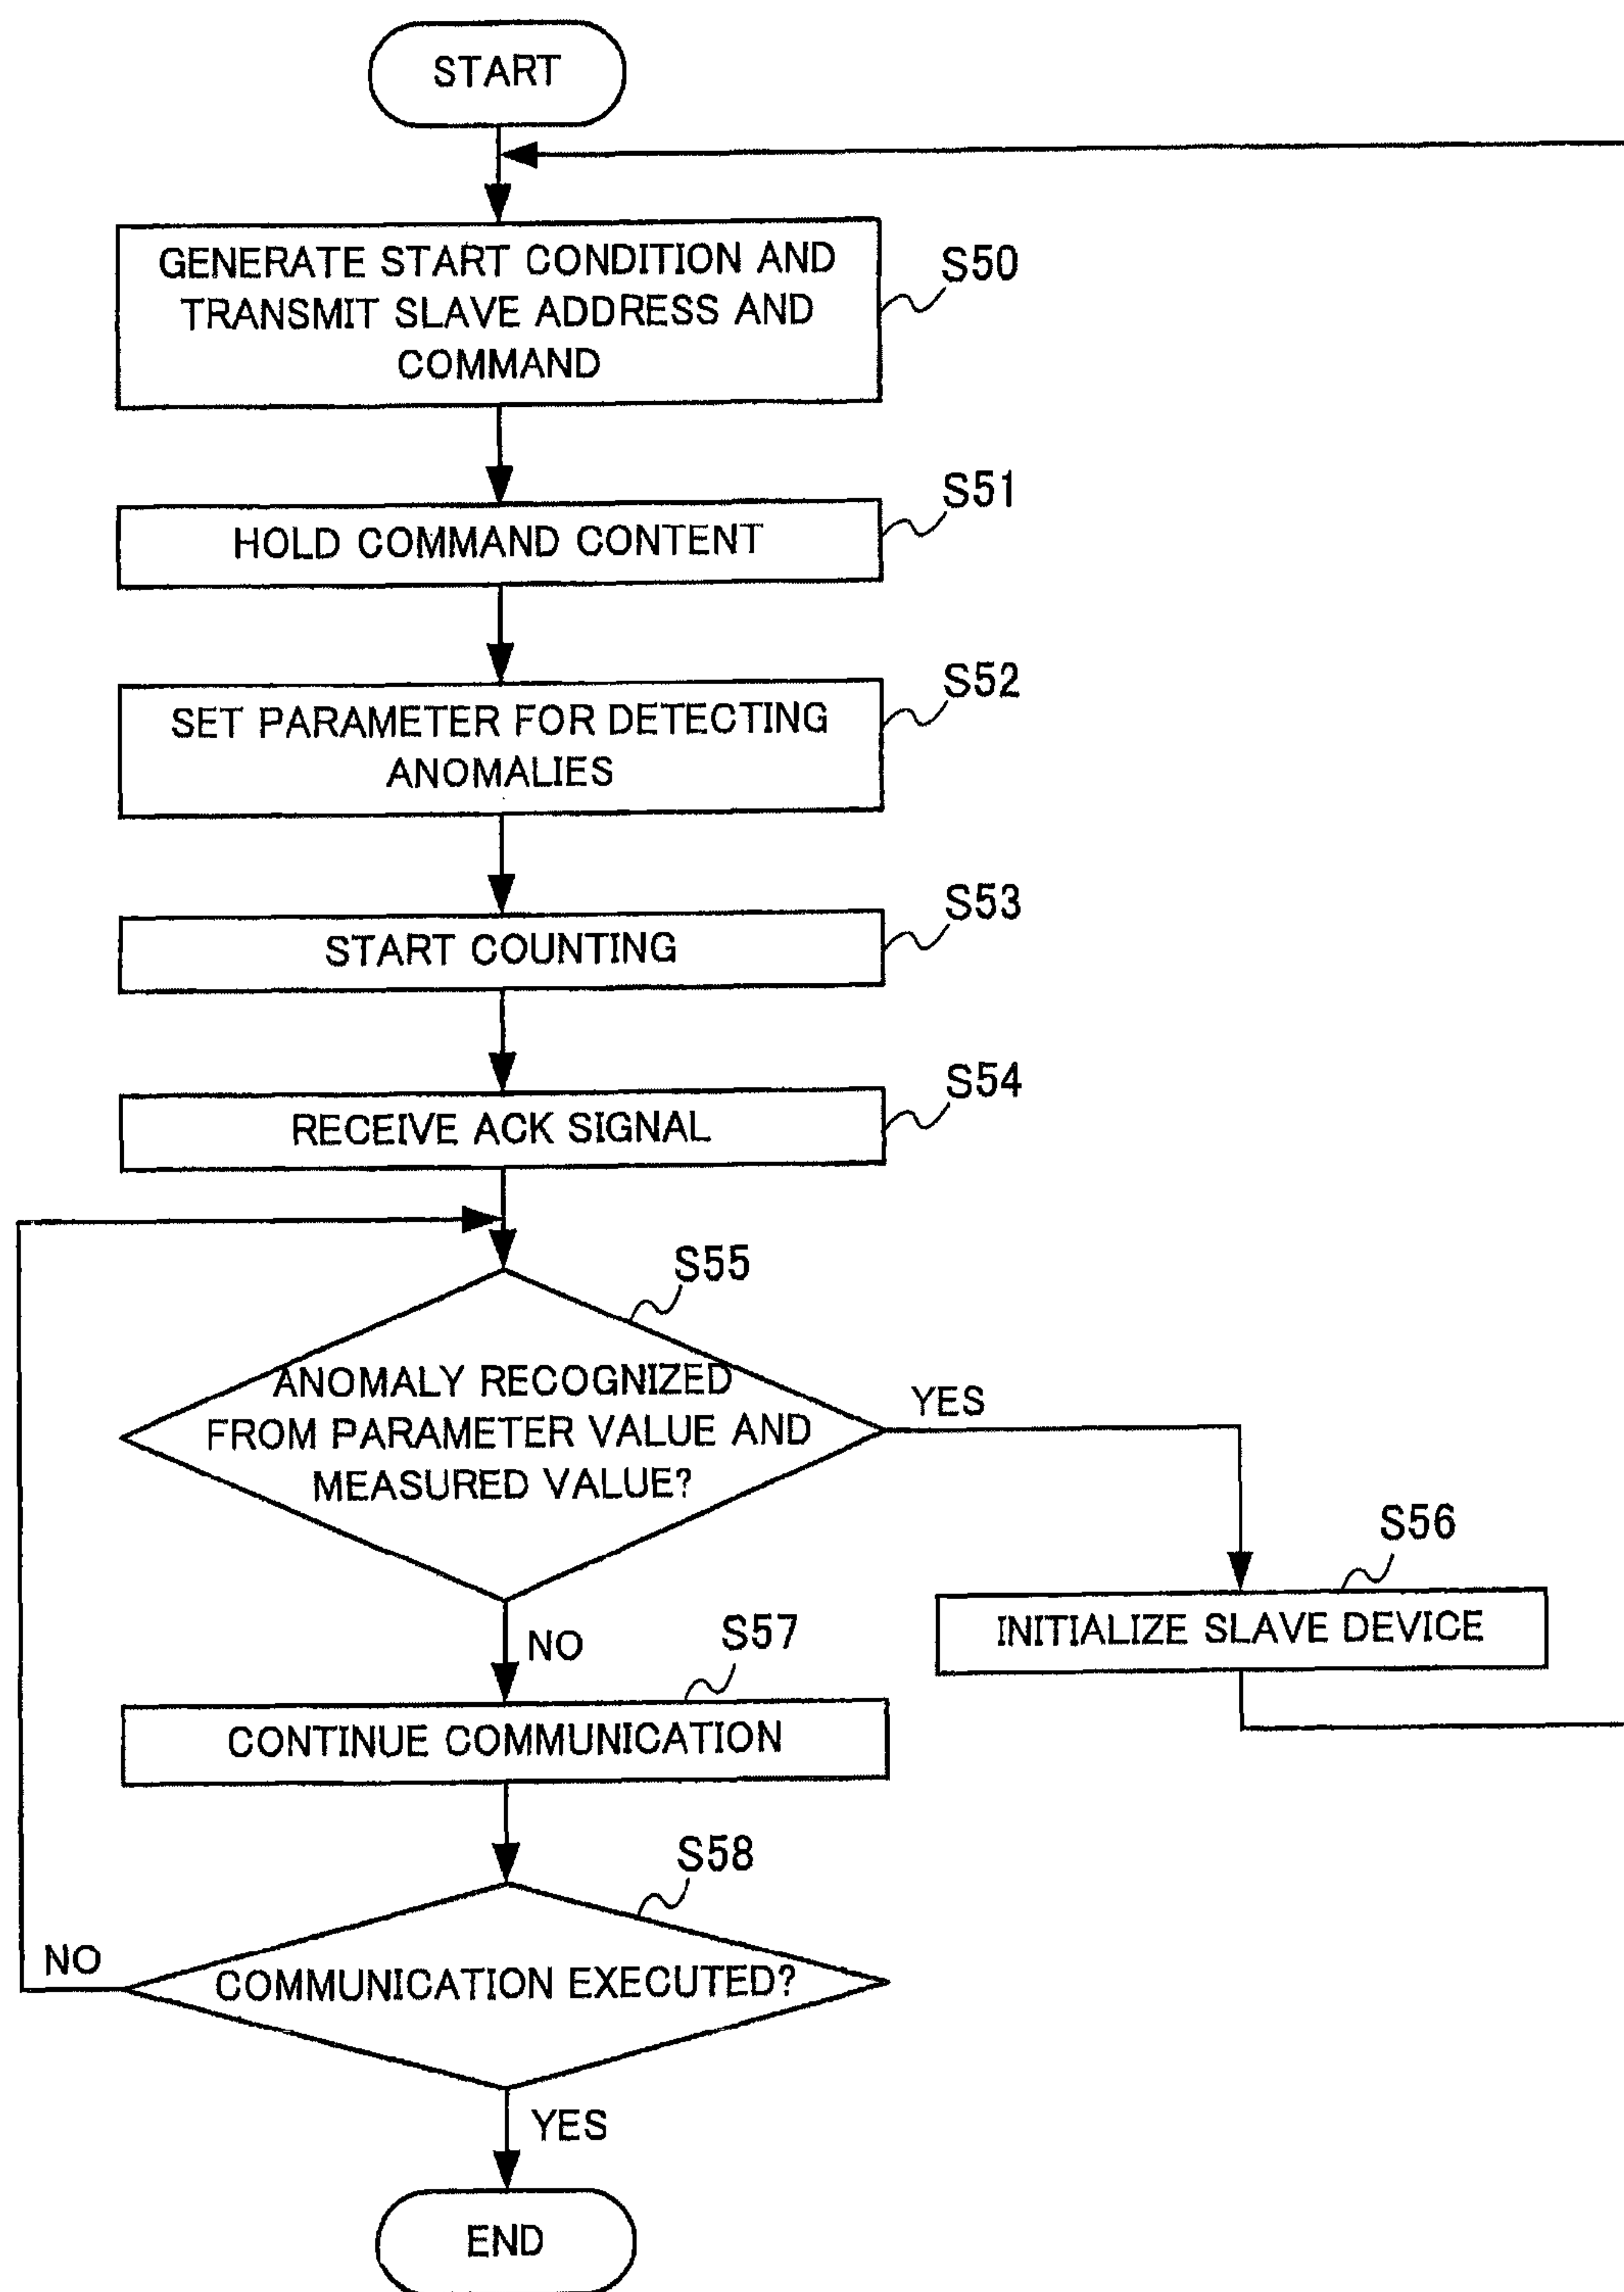 START
GENERATE START CONDITION AND
TRANSMIT SLAVE ADDRESS AND
COMMAND
S50
HOLD COMMAND CONTENT
S51
SET PARAMETER FOR DETECTING
ANOMALIES
S52
START COUNTING
S53
RECEIVE ACK SIGNAL
S54
S55
ANOMALY RECOGNIZED
FROM PARAMETER VALUE AND
MEASURED VALUE?
YES
S56
INITIALIZE SLAVE DEVICE
NO
S57
CONTINUE COMMUNICATION
S58
COMMUNICATION EXECUTED?
NO
YES
END